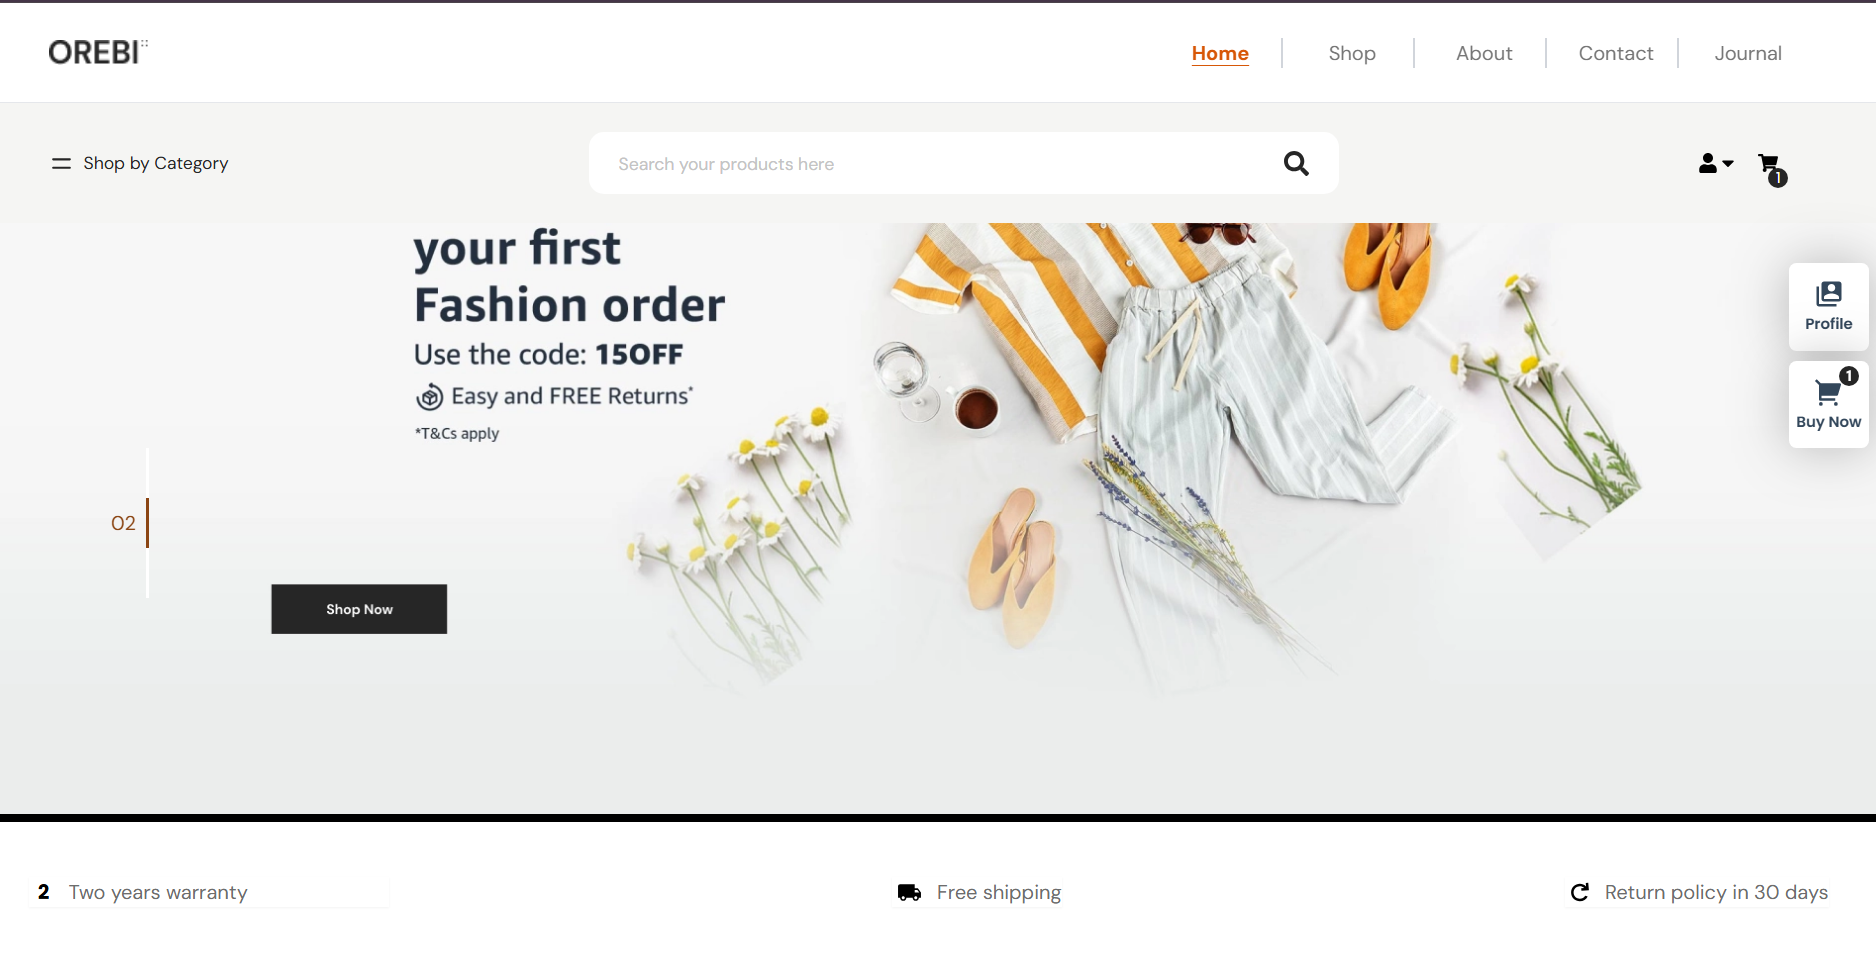 OREBI
Home
Shop
About
Contact
Journal
Shop by Category
Search your products here
1
your first
Fashion order
Use the code: 15OFF
Easy and FREE Returns*
*T&Cs apply
Profile
1
Buy Now
02
Shop Now
2 Two years warranty
Free shipping
Return policy in 30 days